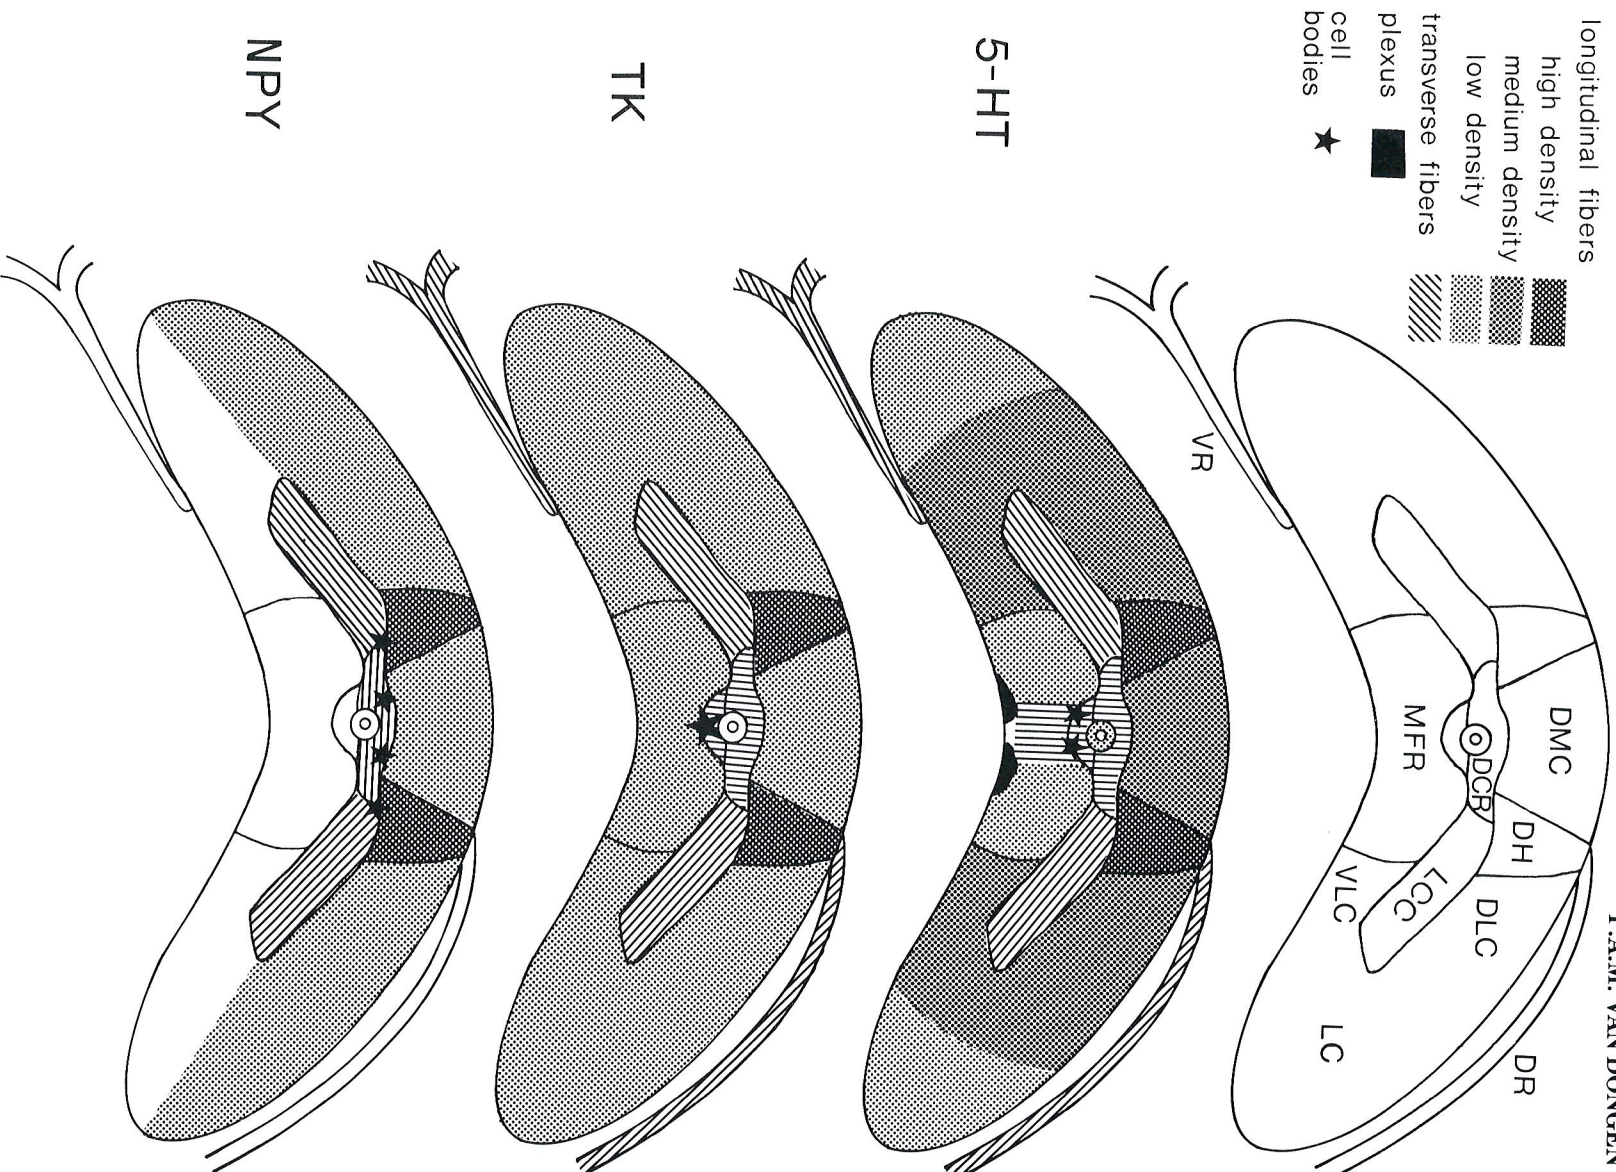 P.A.M. VAN DONGEN
longitudinal fibers
high density
medium density
low density
transverse fibers
plexus
cell
bodies
DMC
DH
DCR
MFR
LCC
DLC
VLC
LC
DR
VR
5-HT
TK
NPY